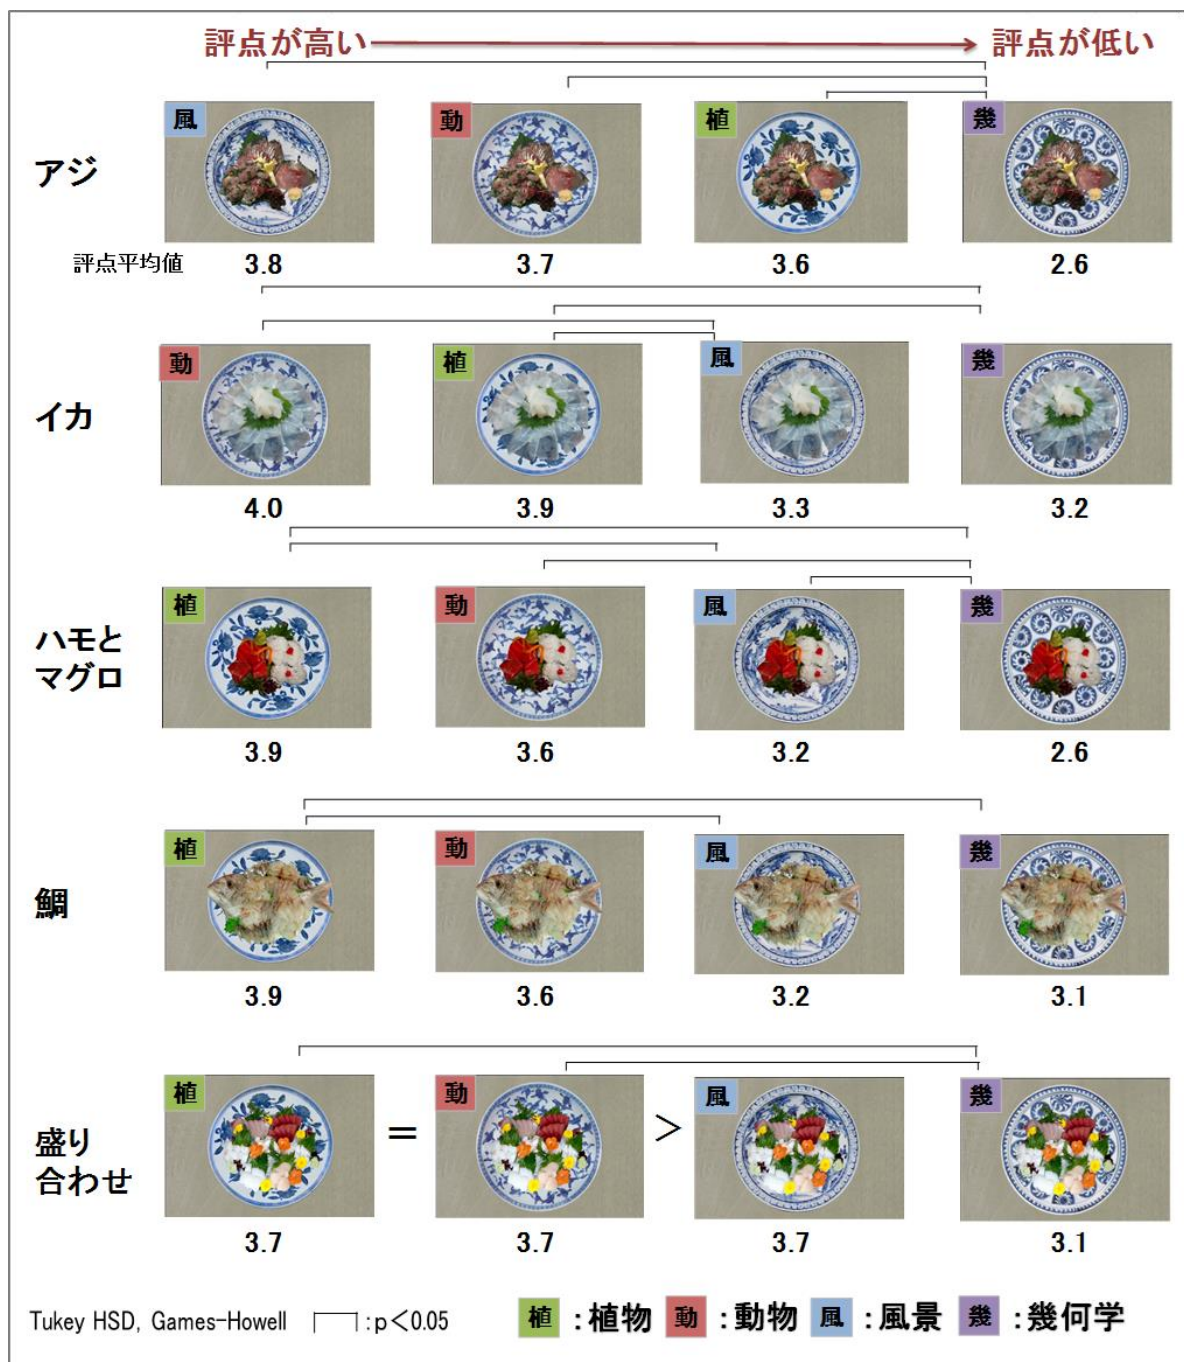 評点が高い 評点が低い
風 動 植 幾
アジ
評点平均値 3.8 3.7 3.6 2.6
動 植 風 幾
イカ
4.0 3.9 3.3 3.2
植 動 風 幾
ハモと
マグロ
3.9 3.6 3.2 2.6
植 動 風 幾
鯛
3.9 3.6 3.2 3.1
植 動 風 幾
= >
盛り
合わせ
3.7 3.7 3.7 3.1
Tukey HSD, Games-Howell :p<0.05 植 :植物 動 :動物 風 :風景 幾 :幾何学